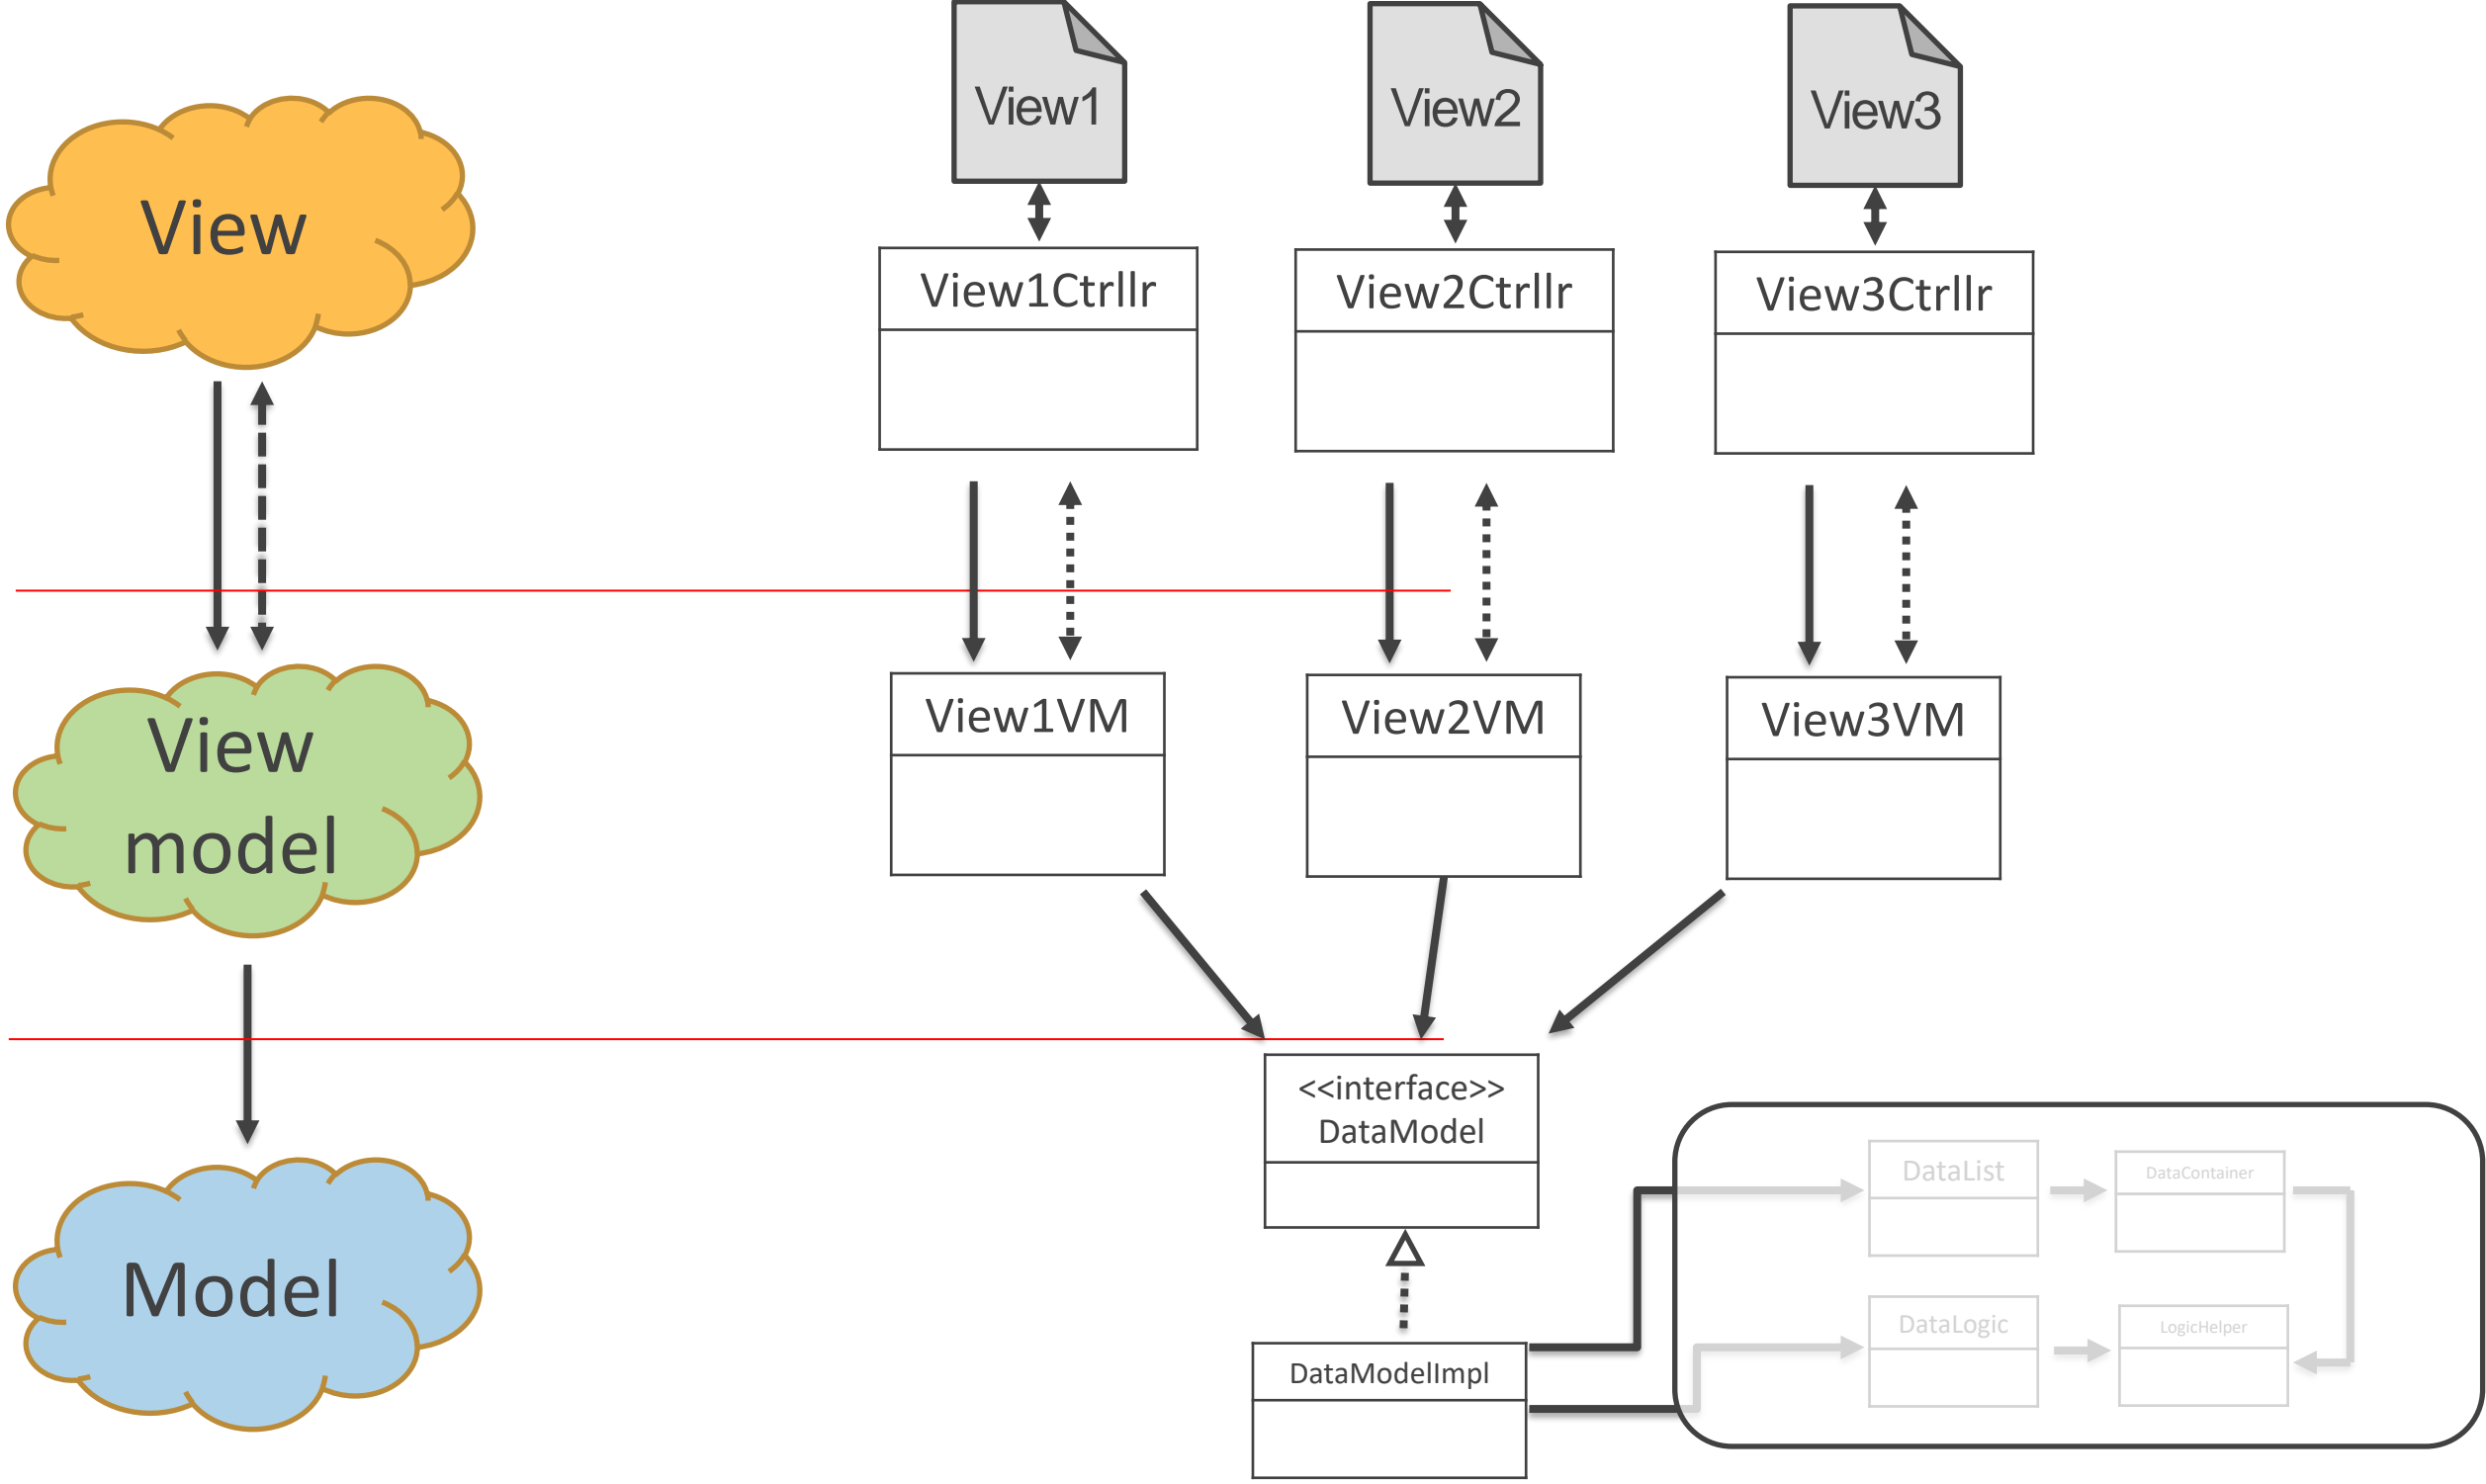 View1
View2
View3
View
View1Ctrllr
View2Ctrllr
View3Ctrllr
View
model
View1VM
View2VM
View3VM
<<interface>>
DataModel
Model
DataList
DataContainer
DataLogic
LogicHelper
DataModelImpl